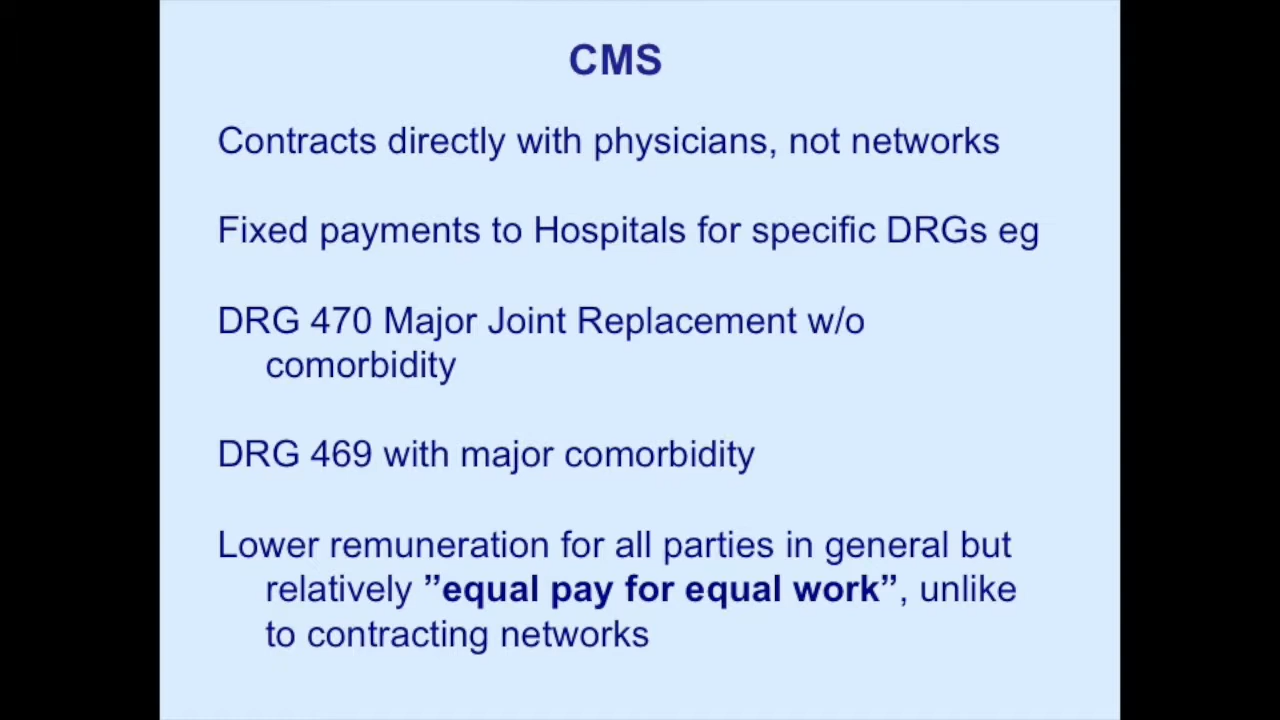 CMS
Contracts directly with physicians, not networks
Fixed payments to Hospitals for specific DRGs eg
DRG 470 Major Joint Replacement w/o
comorbidity
DRG 469 with major comorbidity
Lower remuneration for all parties in general but
relatively ”equal pay for equal work”, unlike
to contracting networks